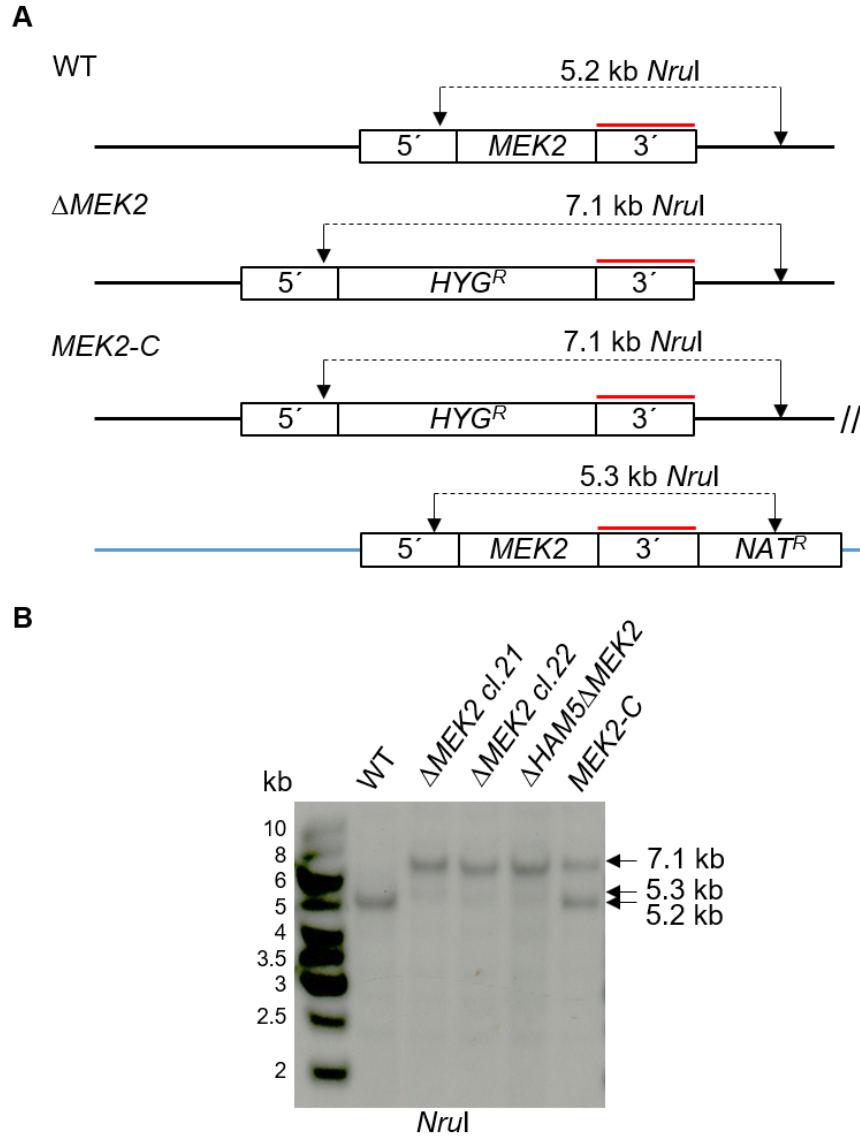 A
WT
5.2 kb NruI
5´ MEK2 3´
ΔMEK2
7.1 kb NruI
5´ HYGᴿ 3´
MEK2-C
7.1 kb NruI
5´ HYGᴿ 3´ //
5.3 kb NruI
5´ MEK2 3´ NATᴿ
B
kb WT ΔMEK2 cl.21 ΔMEK2 cl.22 ΔHAM5ΔMEK2 MEK2-C
10
8 7.1 kb
6 5.3 kb
5 5.2 kb
4
3.5
3
2.5
2
NruI